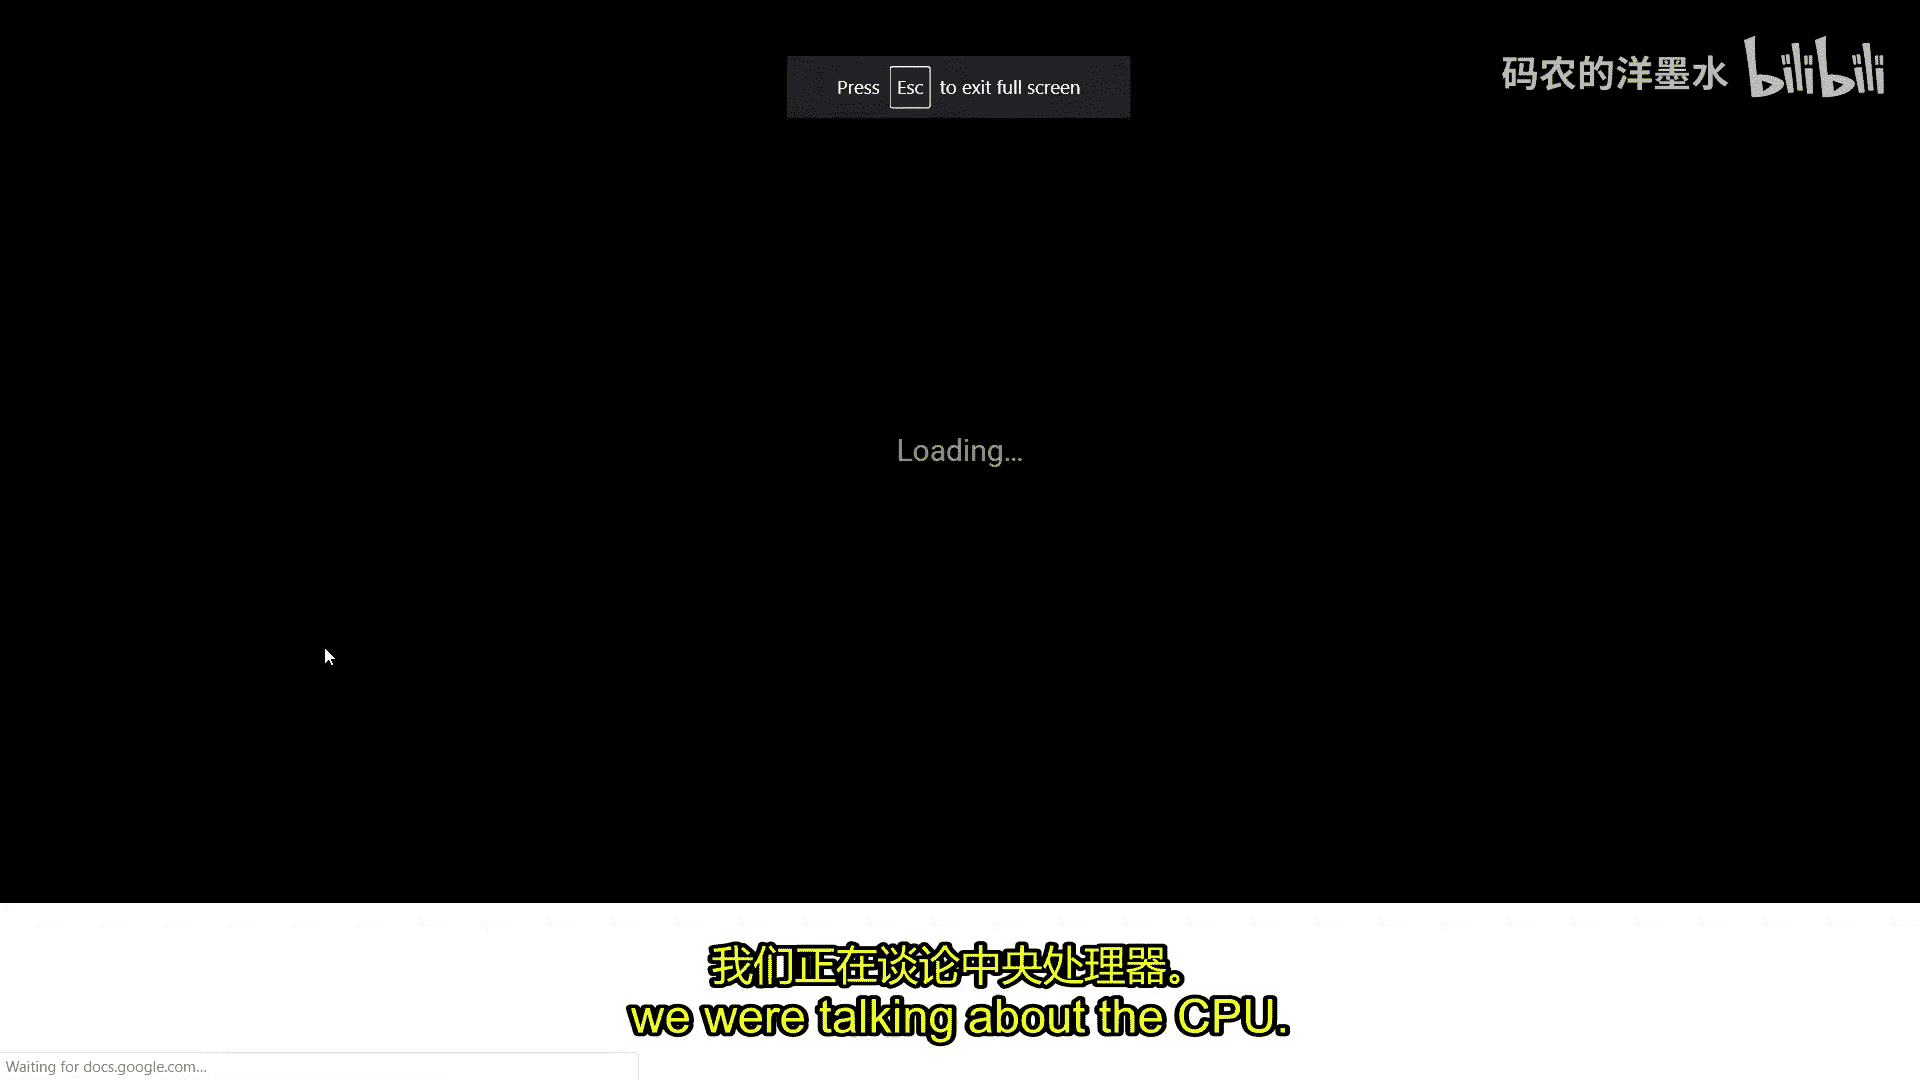 码农的洋墨水 bilibili
Press Esc to exit full screen
Loading...
我们正在谈论中央处理器。
we were talking about the CPU.
Waiting for docs.google.com...